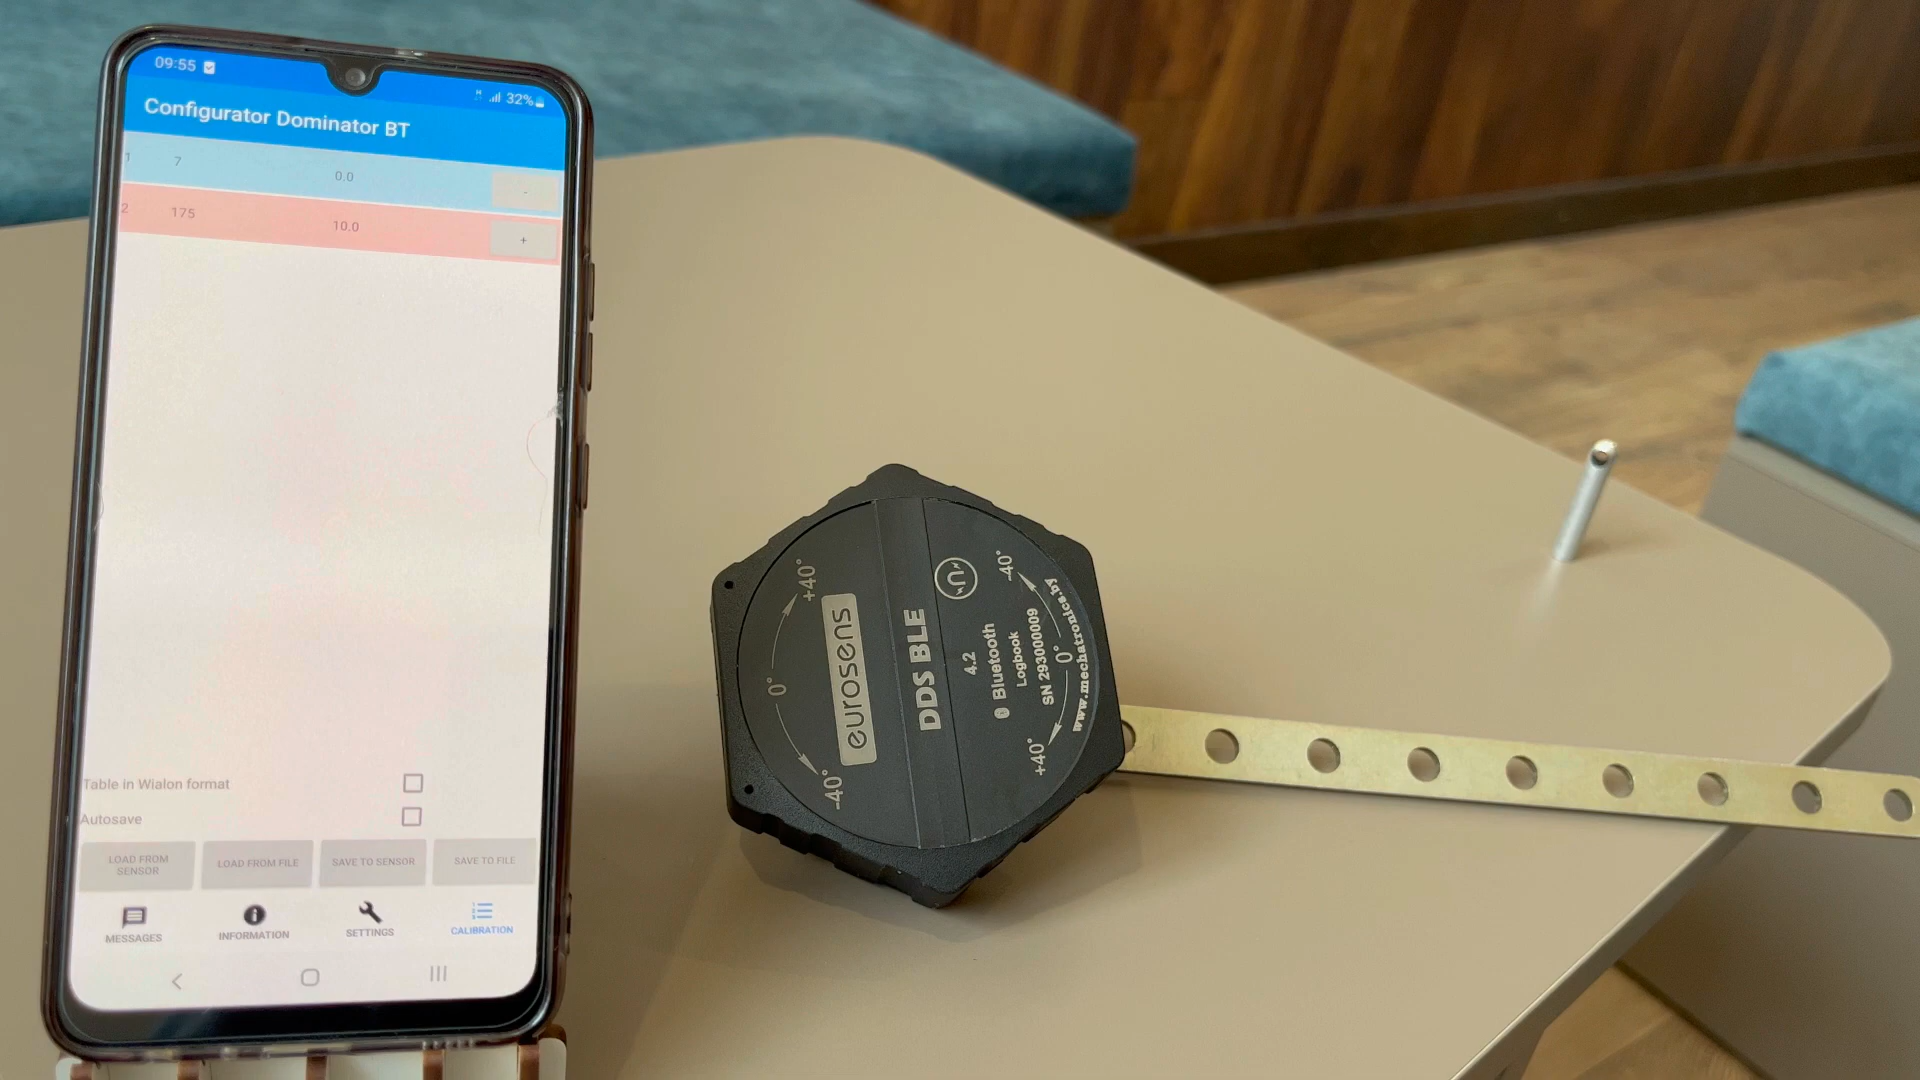 09:55
32%
Configurator Dominator BT
1 7 0.0 -
2 175 10.0 +
Table in Wialon format
Autosave
LOAD FROM SENSOR
LOAD FROM FILE
SAVE TO SENSOR
SAVE TO FILE
MESSAGES
INFORMATION
SETTINGS
CALIBRATION
+40°
0°
-40°
eurosens
DDS BLE
4.2
Bluetooth
Logbook
SN 293000009
www.mechatronics.by
-40°
0°
+40°